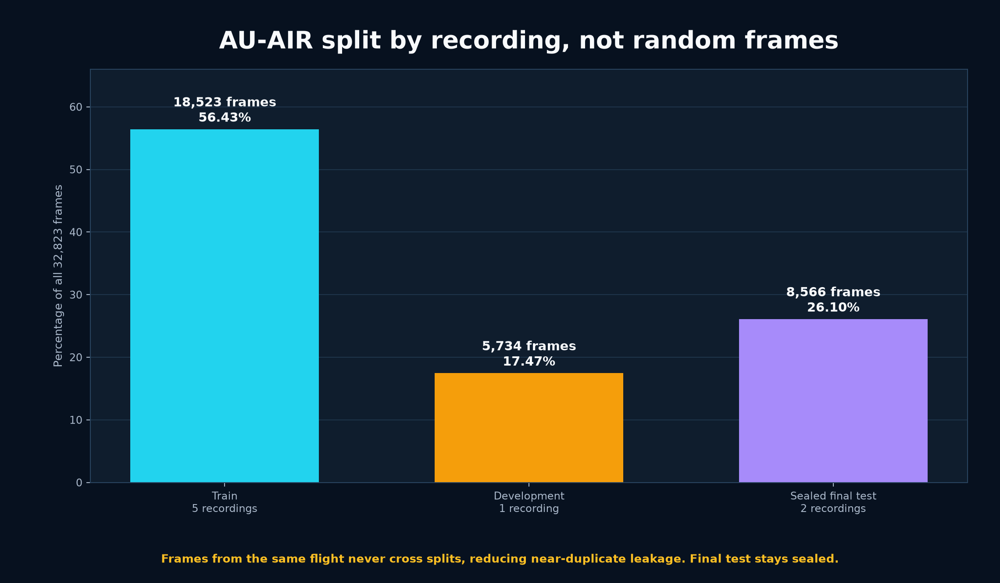 AU-AIR split by recording, not random frames
Percentage of all 32,823 frames
60
50
40
30
20
10
0
18,523 frames
56.43%
5,734 frames
17.47%
8,566 frames
26.10%
Train
5 recordings
Development
1 recording
Sealed final test
2 recordings
Frames from the same flight never cross splits, reducing near-duplicate leakage. Final test stays sealed.